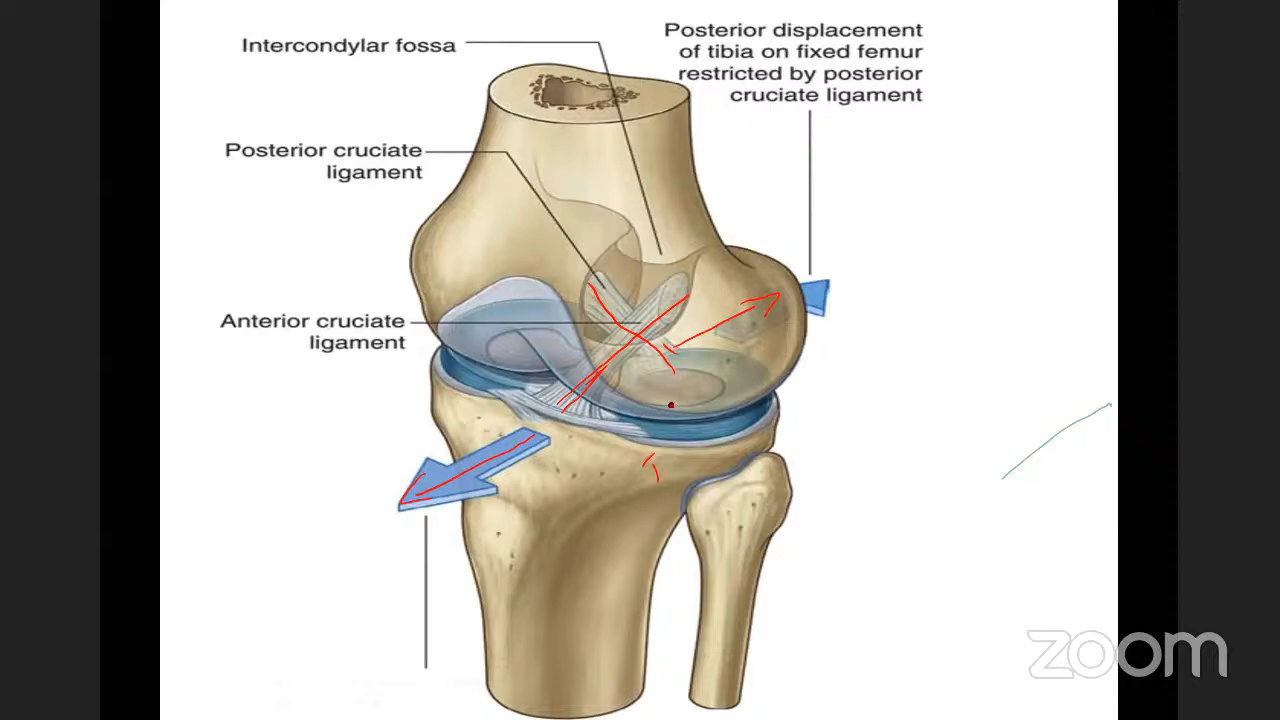 Intercondylar fossa
Posterior displacement
of tibia on fixed femur
restricted by posterior
cruciate ligament
Posterior cruciate
ligament
Anterior cruciate
ligament
zoom